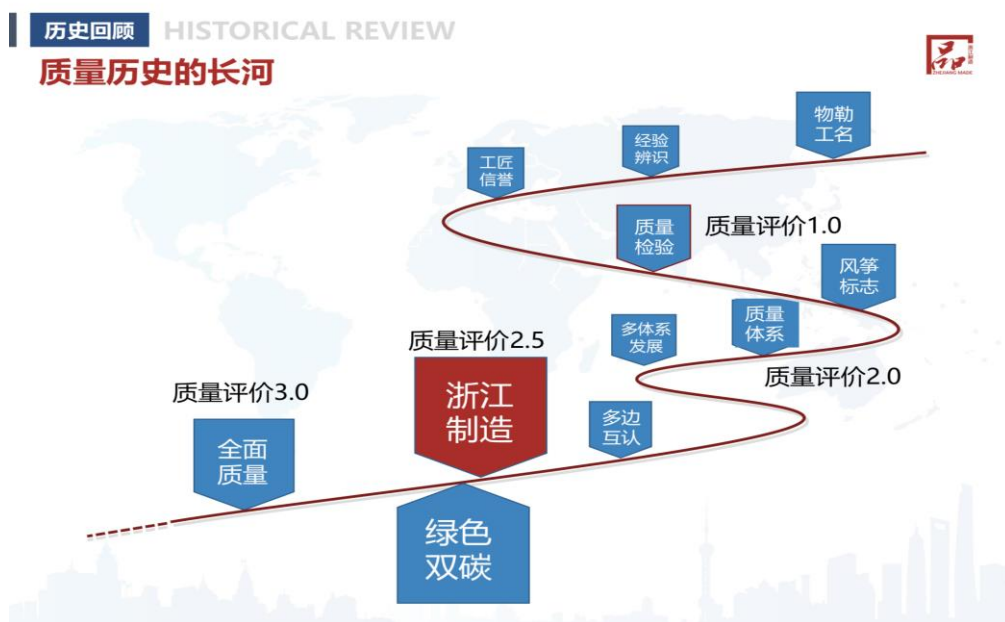 历史回顾 HISTORICAL REVIEW
质量历史的长河
品
ZHEJIANG MADE
物勒
工名
经验
辨识
工匠
信誉
质量
检验
质量评价1.0
风筝
标志
质量
体系
多体系
发展
质量评价2.0
质量评价2.5
浙江
制造
多边
互认
质量评价3.0
全面
质量
绿色
双碳